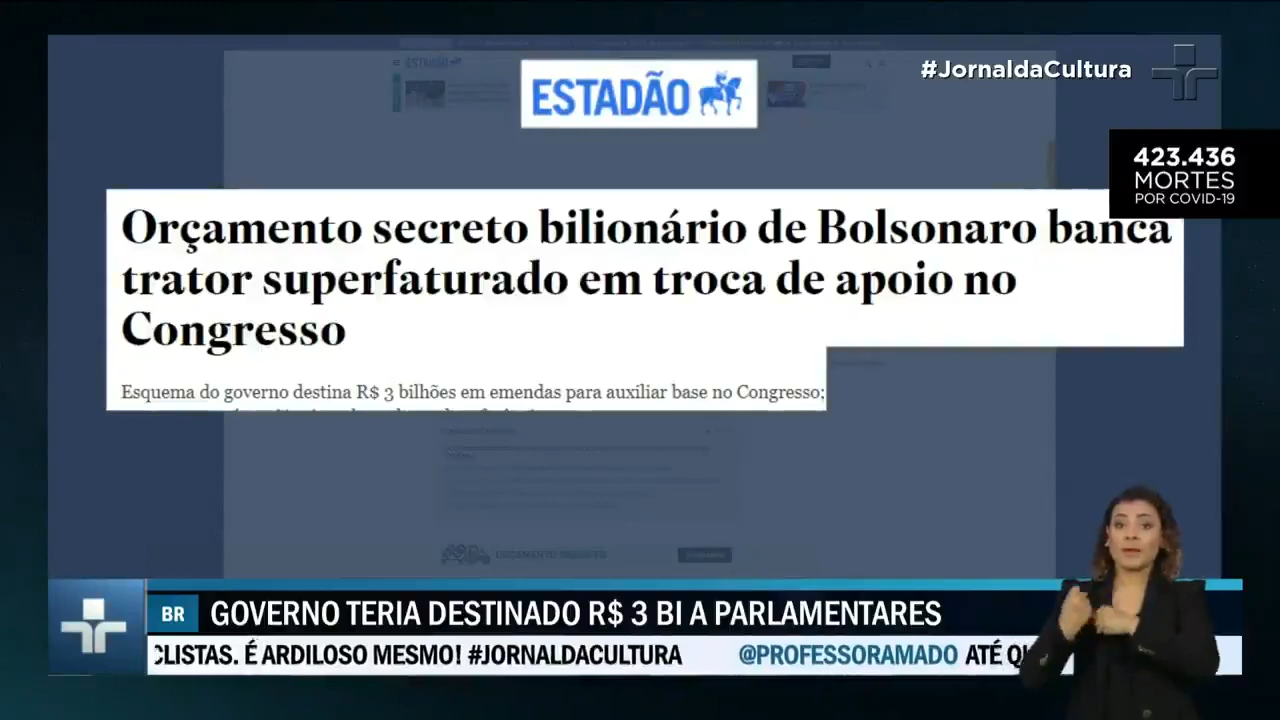 ESTADÃO
#JornaldaCultura
423.436
MORTES
POR COVID-19
Orçamento secreto bilionário de Bolsonaro banca
trator superfaturado em troca de apoio no
Congresso
Esquema do governo destina R$ 3 bilhões em emendas para auxiliar base no Congresso;
BR GOVERNO TERIA DESTINADO R$ 3 BI A PARLAMENTARES
CLISTAS. É ARDILOSO MESMO! #JORNALDACULTURA @PROFESSORAMADO ATÉ